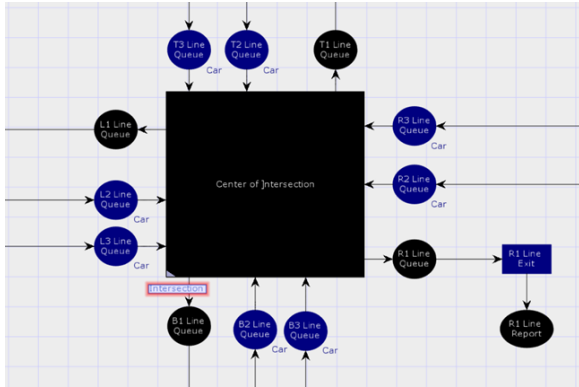 T3 Line
Queue
Car
T2 Line
Queue
Car
T1 Line
Queue
L1 Line
Queue
R3 Line
Queue
Car
Center of Intersection
R2 Line
Queue
Car
L2 Line
Queue
Car
L3 Line
Queue
Car
R1 Line
Queue
R1 Line
Exit
Intersection
B1 Line
Queue
B2 Line
Queue
Car
B3 Line
Queue
Car
R1 Line
Report